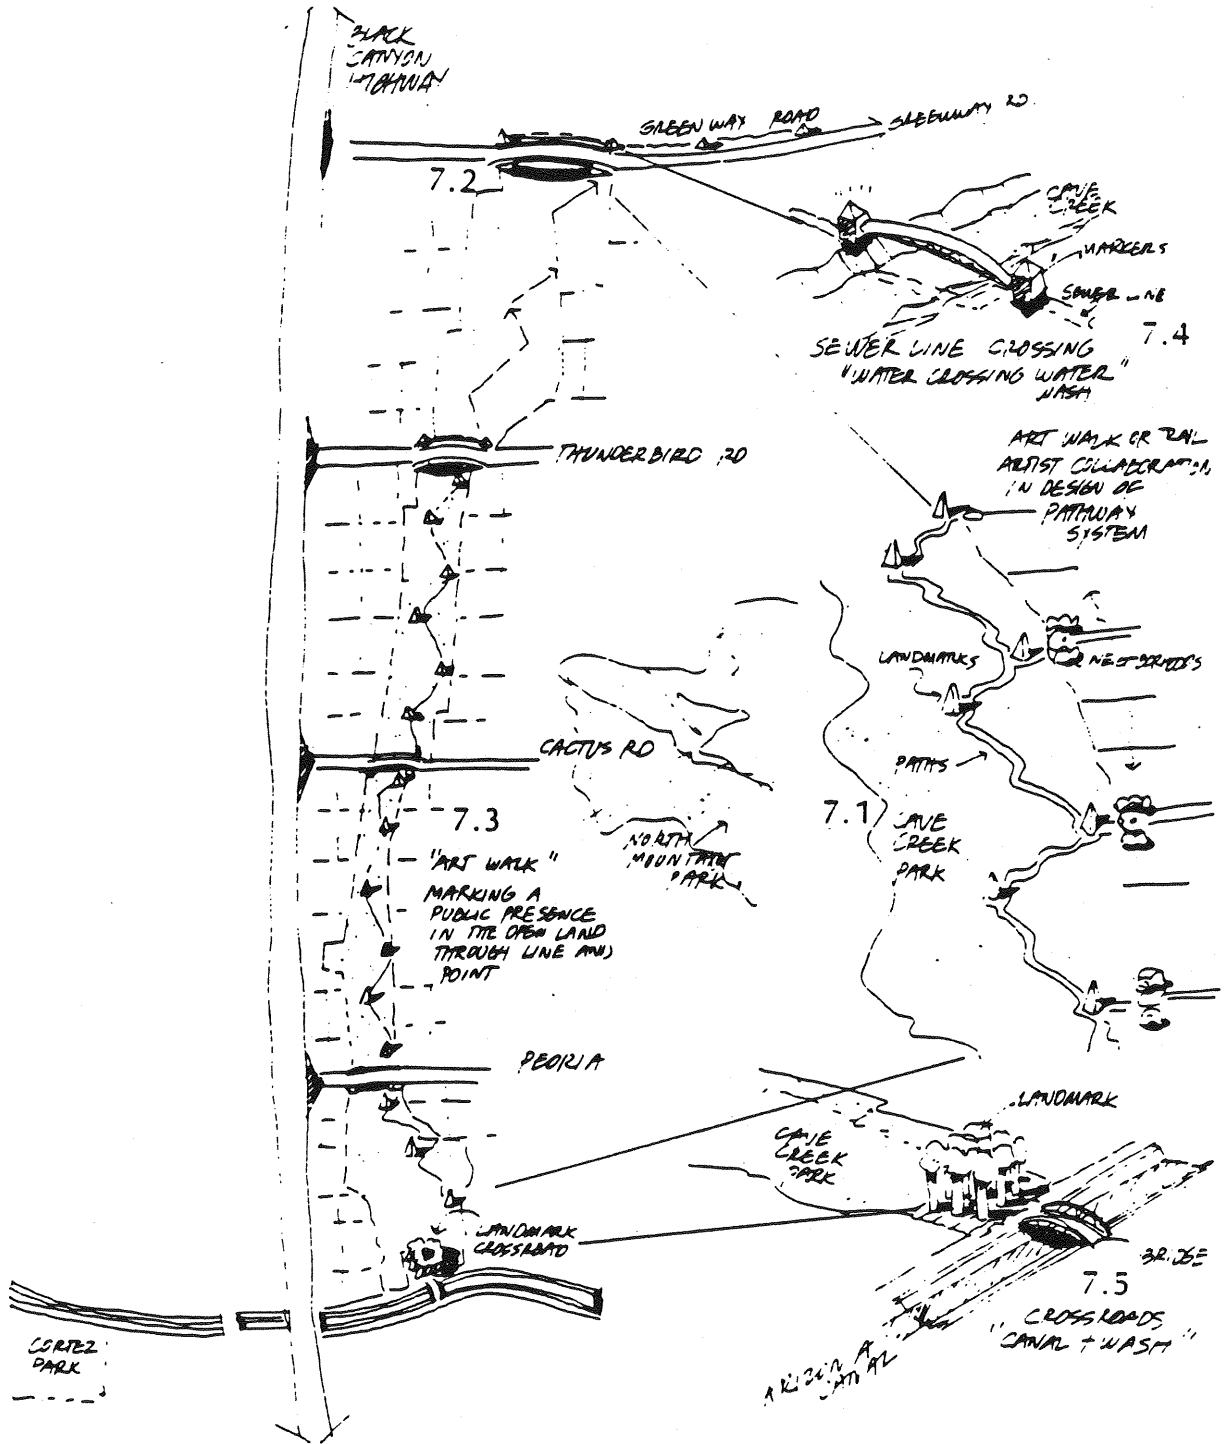 BLACK
CANYON
HIGHWAY
GREENWAY ROAD
GREENWAY RD
7.2
CAVE
CREEK
MARKERS
SEWER LINE
7.4
SEWER LINE CROSSING
"WATER CROSSING WATER"
WASH
THUNDERBIRD RD
ART WALK OR TRAIL
ARTIST COLLABORATION
IN DESIGN OF
PATHWAY
SYSTEM
LANDMARKS
CACTUS RD
PATHS
7.3
7.1
NORTH
MOUNTAIN
PARK
CAVE
CREEK
PARK
"ART WALK"
MARKING A
PUBLIC PRESENCE
IN THE OPEN LAND
THROUGH LINE AND
POINT
PEORIA
LANDMARK
CAVE
CREEK
PARK
LANDMARK
CROSSROAD
BRIDGE
7.5
"CROSSROADS
CANAL + WASH"
ARIZONA
CANAL
CORTEZ
PARK